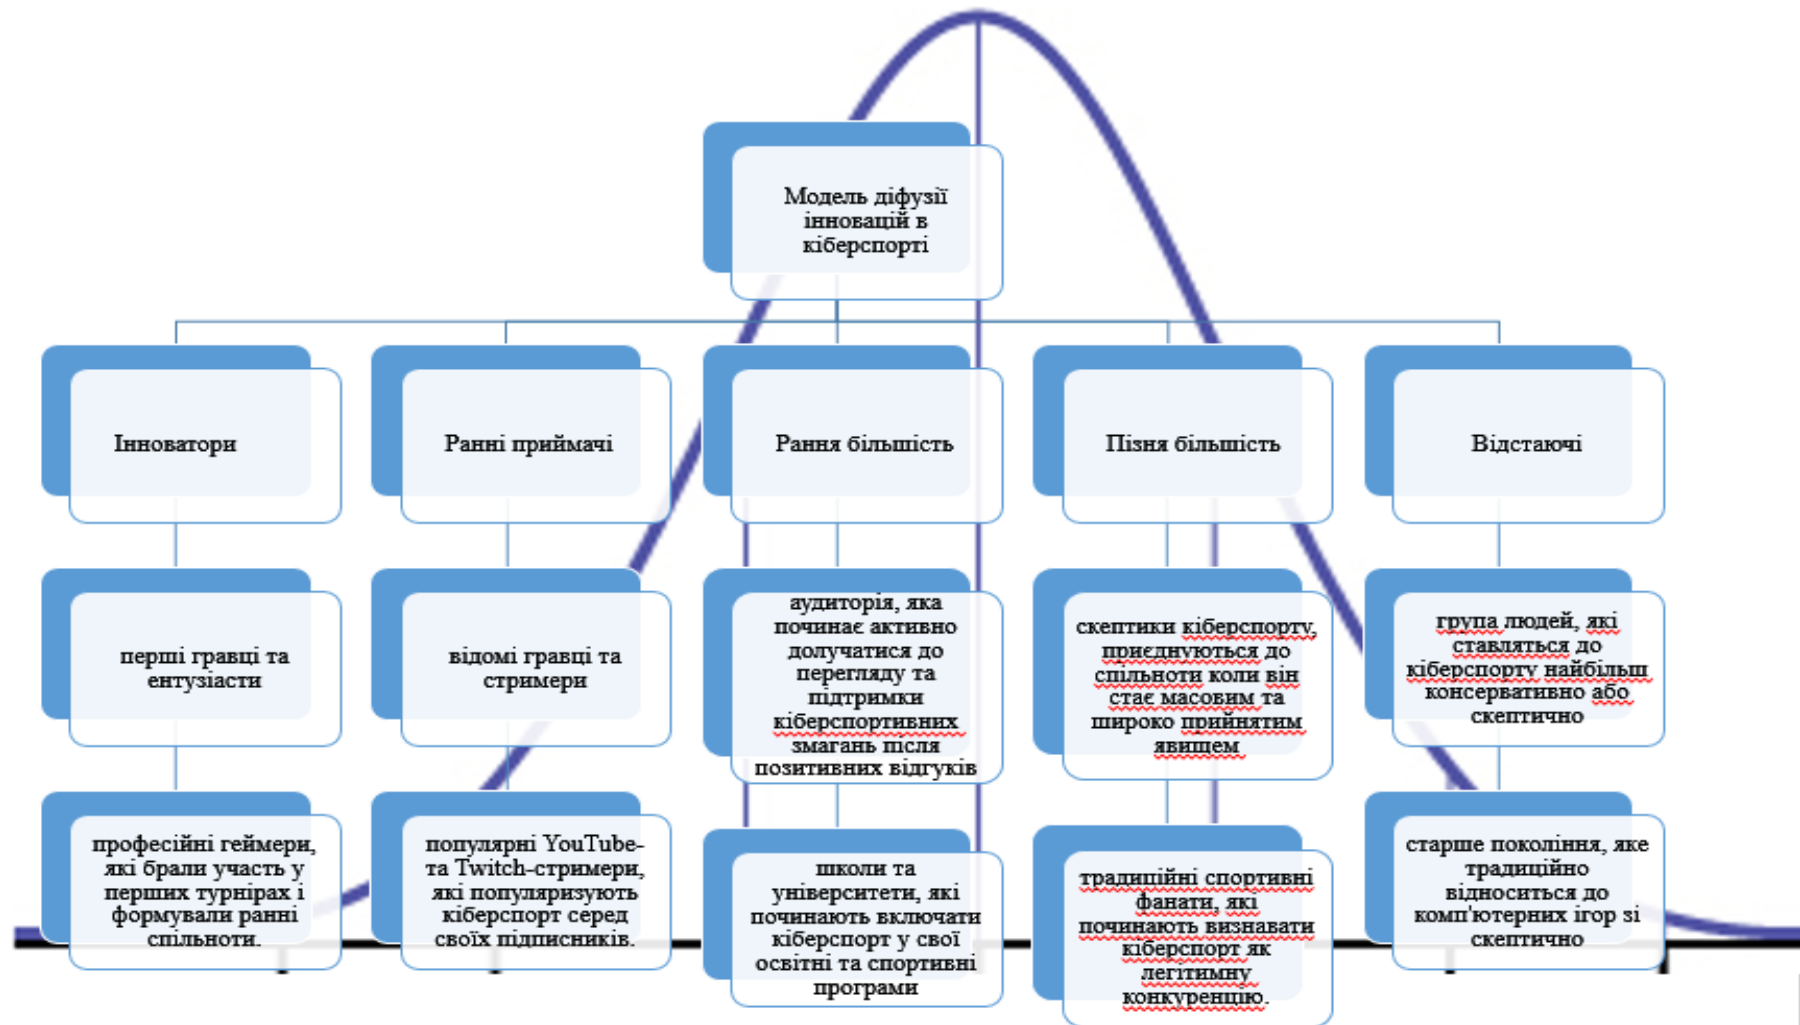 Модель діфузії
інновацій в
кіберспорті
Інноватори
Ранні приймачі
Рання більшість
Пізня більшість
Відстаючі
перші гравці та
ентузіасти
відомі гравці та
стримери
аудиторія, яка
починає активно
долучатися до
перегляду та
підтримки
кіберспортивних
змагань після
позитивних відгуків
скептики кіберспорту,
приєднуються до
спільноти коли він
стає масовим та
широко прийнятим
явищем
група людей, які
ставляться до
кіберспорту найбільш
консервативно або
скептично
професійні геймери,
які брали участь у
перших турнірах і
формували ранні
спільноти.
популярні YouTube-
та Twitch-стримери,
які популяризують
кіберспорт серед
своїх підписників.
школи та
університети, які
починають включати
кіберспорт у свої
освітні та спортивні
програми
традиційні спортивні
фанати, які
починають визнавати
кіберспорт як
легітимну
конкуренцію.
старше покоління, яке
традиційно
відноситься до
комп'ютерних ігор зі
скептично